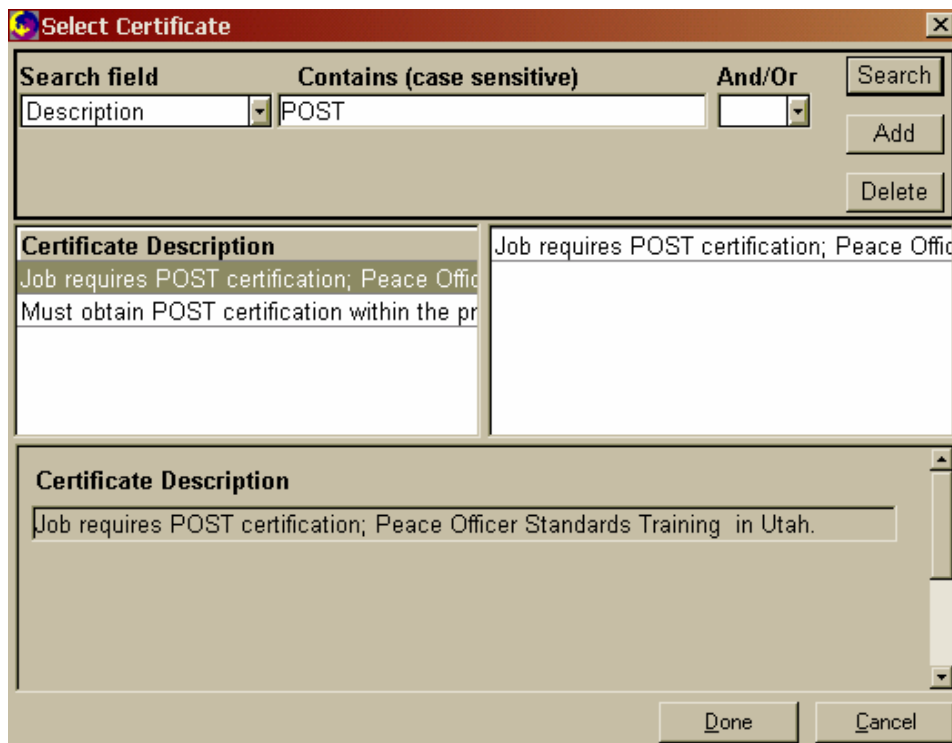 Select Certificate
Search field Contains (case sensitive) And/Or Search
Description POST
Add
Delete
Certificate Description
Job requires POST certification; Peace Offic
Must obtain POST certification within the pr
Job requires POST certification; Peace Offic
Certificate Description
Job requires POST certification; Peace Officer Standards Training in Utah.
Done Cancel